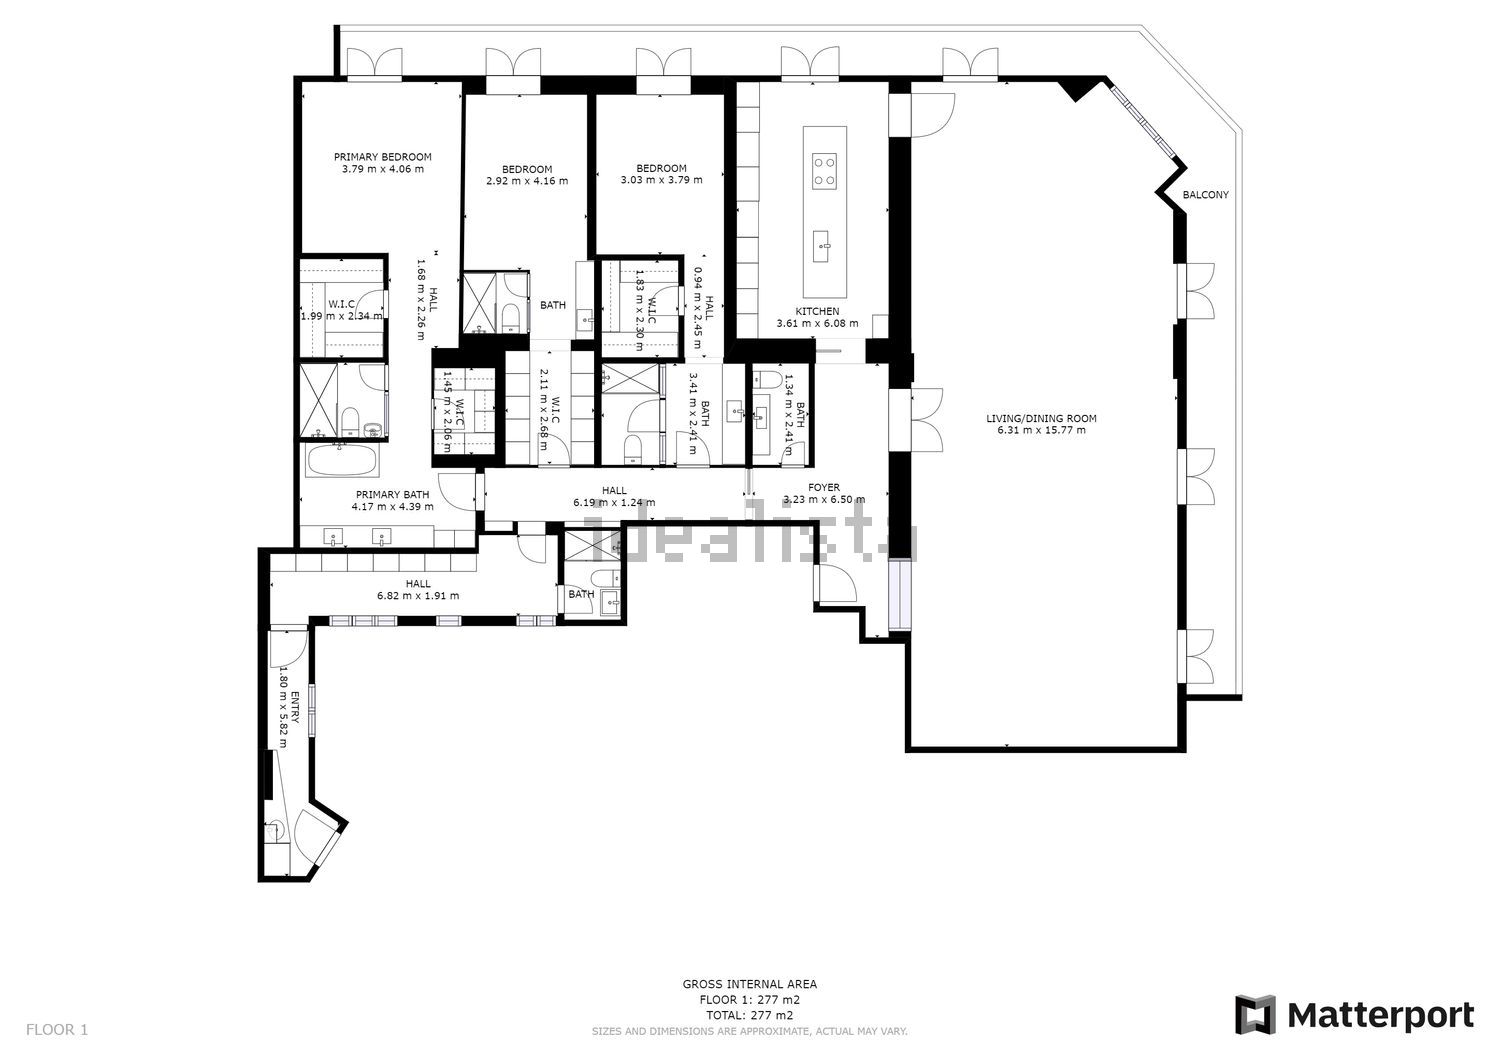 PRIMARY BEDROOM
3.79 m x 4.06 m
BEDROOM
2.92 m x 4.16 m
BEDROOM
3.03 m x 3.79 m
BALCONY
W.I.C
1.99 m x 2.34 m
HALL
1.68 m x 2.26 m
BATH
W.I.C
1.83 m x 2.30 m
HALL
0.94 m x 2.45 m
KITCHEN
3.61 m x 6.08 m
W.I.C
1.45 m x 2.06 m
W.I.C
2.11 m x 2.68 m
BATH
3.41 m x 2.41 m
BATH
1.34 m x 2.41 m
LIVING/DINING ROOM
6.31 m x 15.77 m
PRIMARY BATH
4.17 m x 4.39 m
HALL
6.19 m x 1.24 m
FOYER
3.23 m x 6.50 m
idealista
HALL
6.82 m x 1.91 m
BATH
ENTRY
1.80 m x 5.82 m
GROSS INTERNAL AREA
FLOOR 1: 277 m2
TOTAL: 277 m2
SIZES AND DIMENSIONS ARE APPROXIMATE, ACTUAL MAY VARY.
FLOOR 1
Matterport